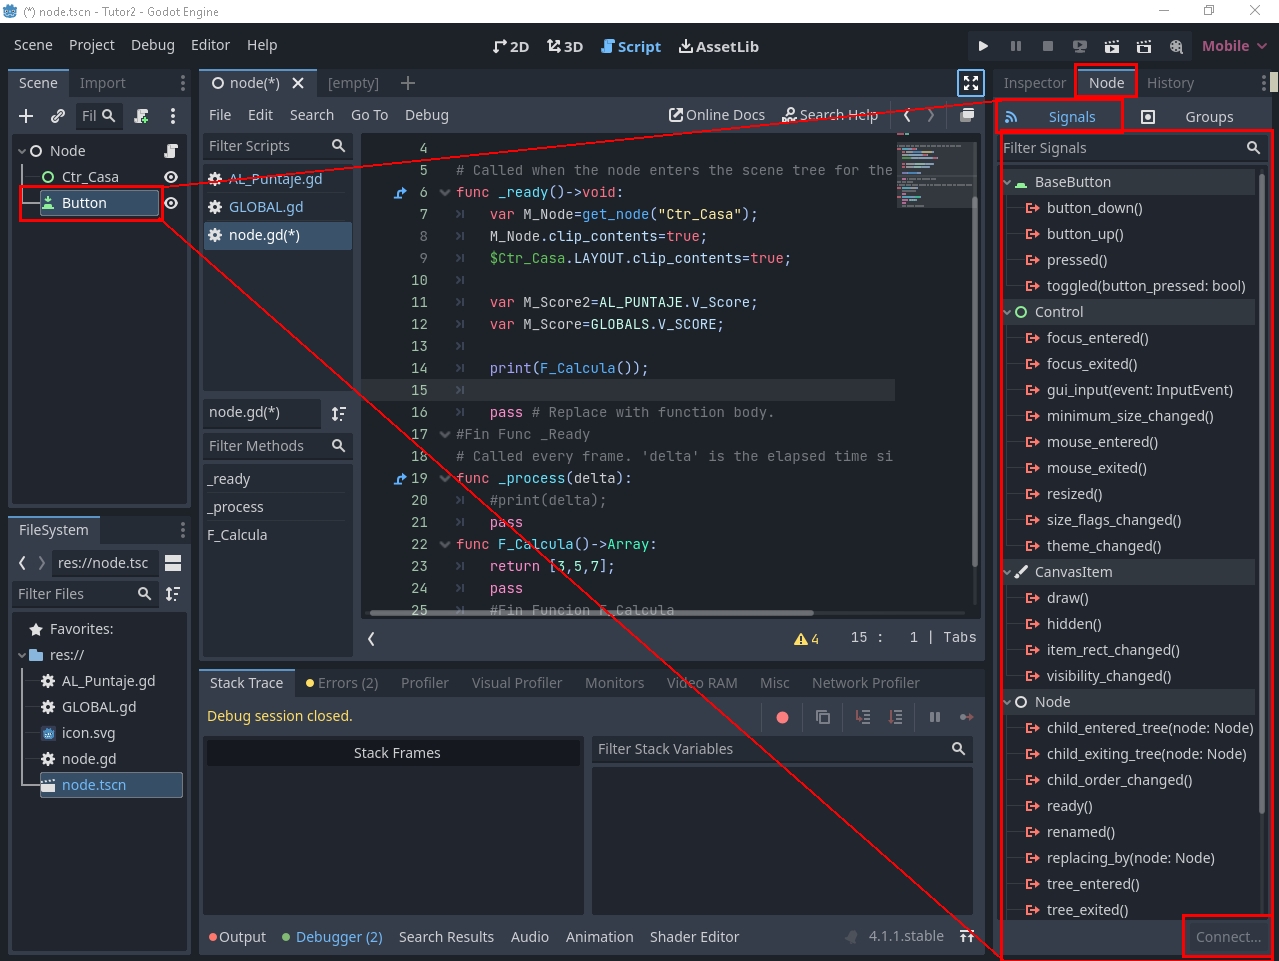 (*) node.tscn - Tutor2 - Godot Engine
Scene Project Debug Editor Help
2D 3D Script AssetLib
Mobile
Scene Import
Fil
Node
Ctr_Casa
Button
FileSystem
res://node.tsc
Filter Files
Favorites:
res://
AL_Puntaje.gd
GLOBAL.gd
icon.svg
node.gd
node.tscn
node(*) [empty]
File Edit Search Go To Debug Online Docs Search Help
Filter Scripts
AL_Puntaje.gd
GLOBAL.gd
node.gd(*)
node.gd(*)
Filter Methods
_ready
_process
F_Calcula
4
5 # Called when the node enters the scene tree for the
6 func _ready()->void:
7 var M_Node=get_node("Ctr_Casa");
8 M_Node.clip_contents=true;
9 $Ctr_Casa.LAYOUT.clip_contents=true;
10
11 var M_Score2=AL_PUNTAJE.V_Score;
12 var M_Score=GLOBALS.V_SCORE;
13
14 print(F_Calcula());
15
16 pass # Replace with function body.
17 #Fin Func _Ready
18 # Called every frame. 'delta' is the elapsed time si
19 func _process(delta):
20 #print(delta);
21 pass
22 func F_Calcula()->Array:
23 return [3,5,7];
24 pass
25 #Fin Funcion F_Calcula
4 15 : 1 | Tabs
Stack Trace Errors (2) Profiler Visual Profiler Monitors Video RAM Misc Network Profiler
Debug session closed.
Stack Frames
Filter Stack Variables
Output Debugger (2) Search Results Audio Animation Shader Editor 4.1.1.stable
Inspector Node History
Signals Groups
Filter Signals
BaseButton
button_down()
button_up()
pressed()
toggled(button_pressed: bool)
Control
focus_entered()
focus_exited()
gui_input(event: InputEvent)
minimum_size_changed()
mouse_entered()
mouse_exited()
resized()
size_flags_changed()
theme_changed()
CanvasItem
draw()
hidden()
item_rect_changed()
visibility_changed()
Node
child_entered_tree(node: Node)
child_exiting_tree(node: Node)
child_order_changed()
ready()
renamed()
replacing_by(node: Node)
tree_entered()
tree_exited()
Connect...